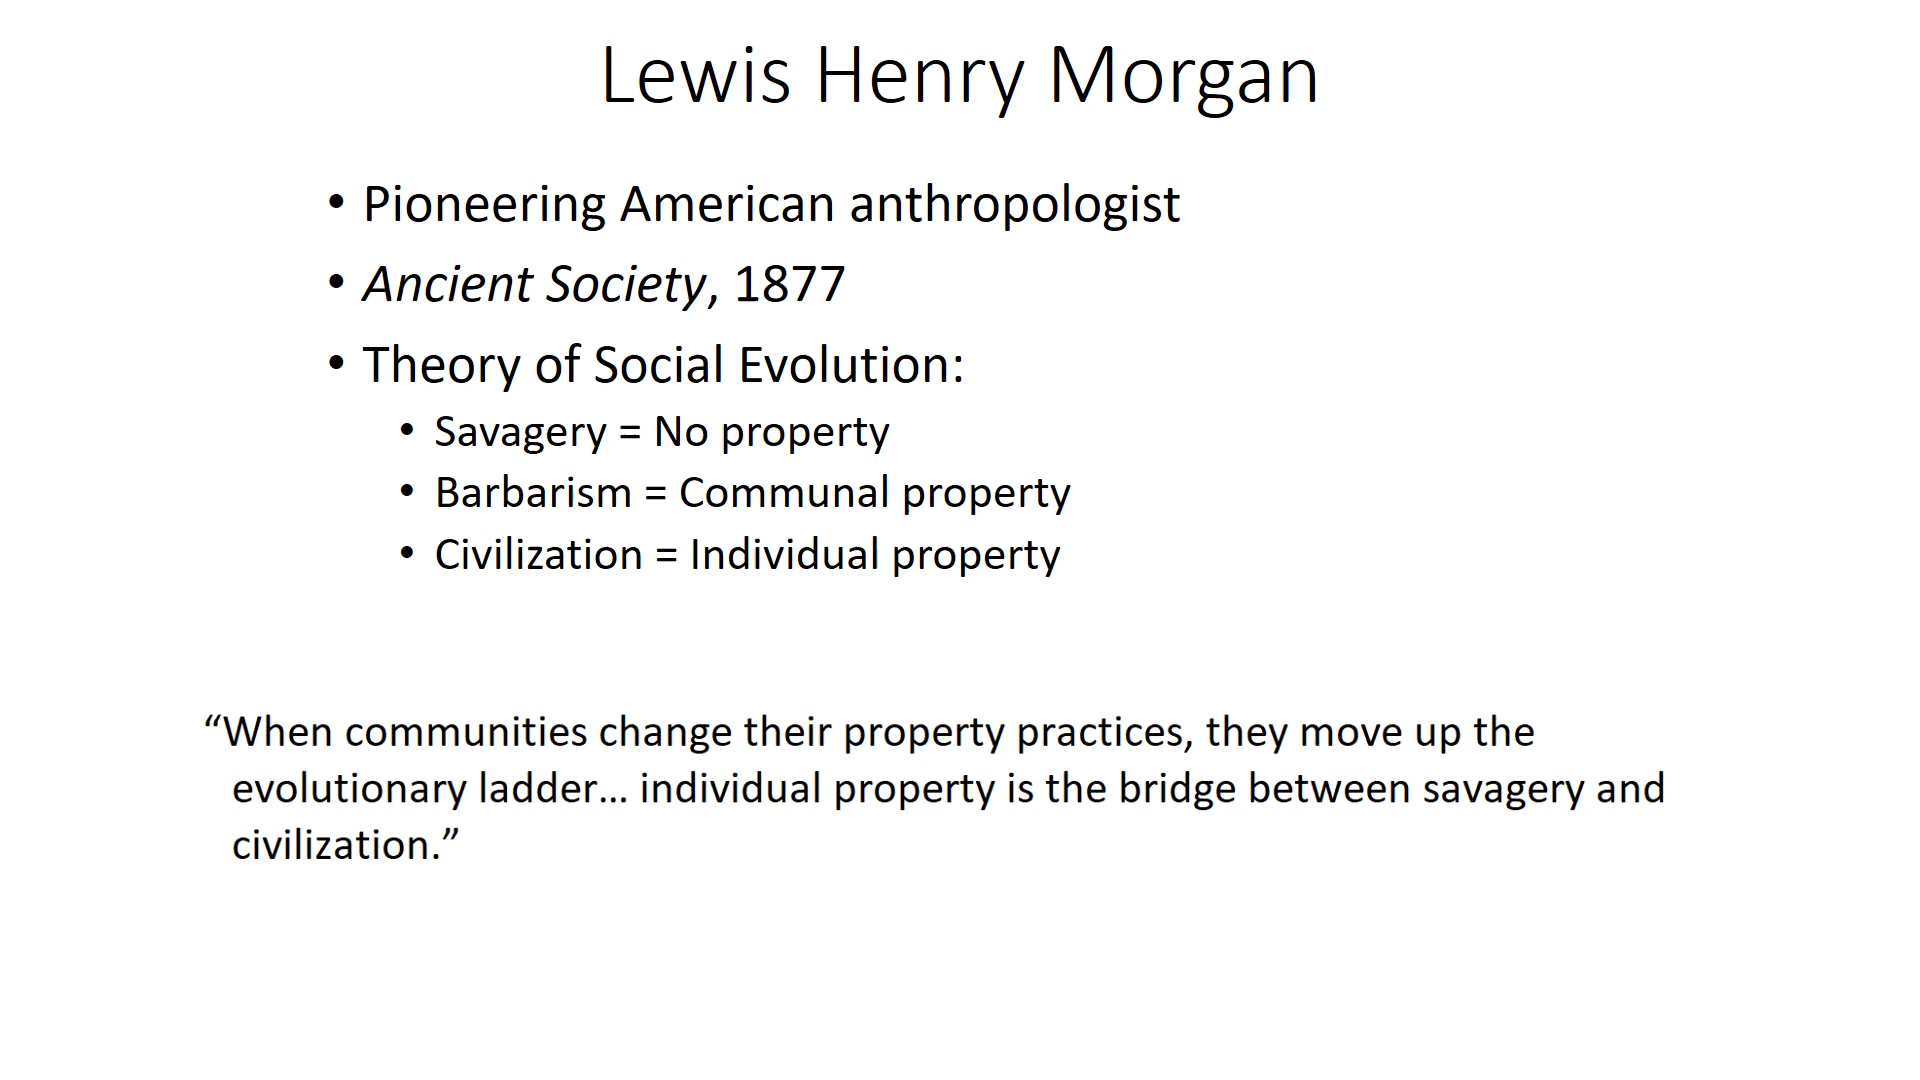 Lewis Henry Morgan
• Pioneering American anthropologist
• Ancient Society, 1877
• Theory of Social Evolution:
• Savagery = No property
• Barbarism = Communal property
• Civilization = Individual property
“When communities change their property practices, they move up the
evolutionary ladder... individual property is the bridge between savagery and
civilization.”